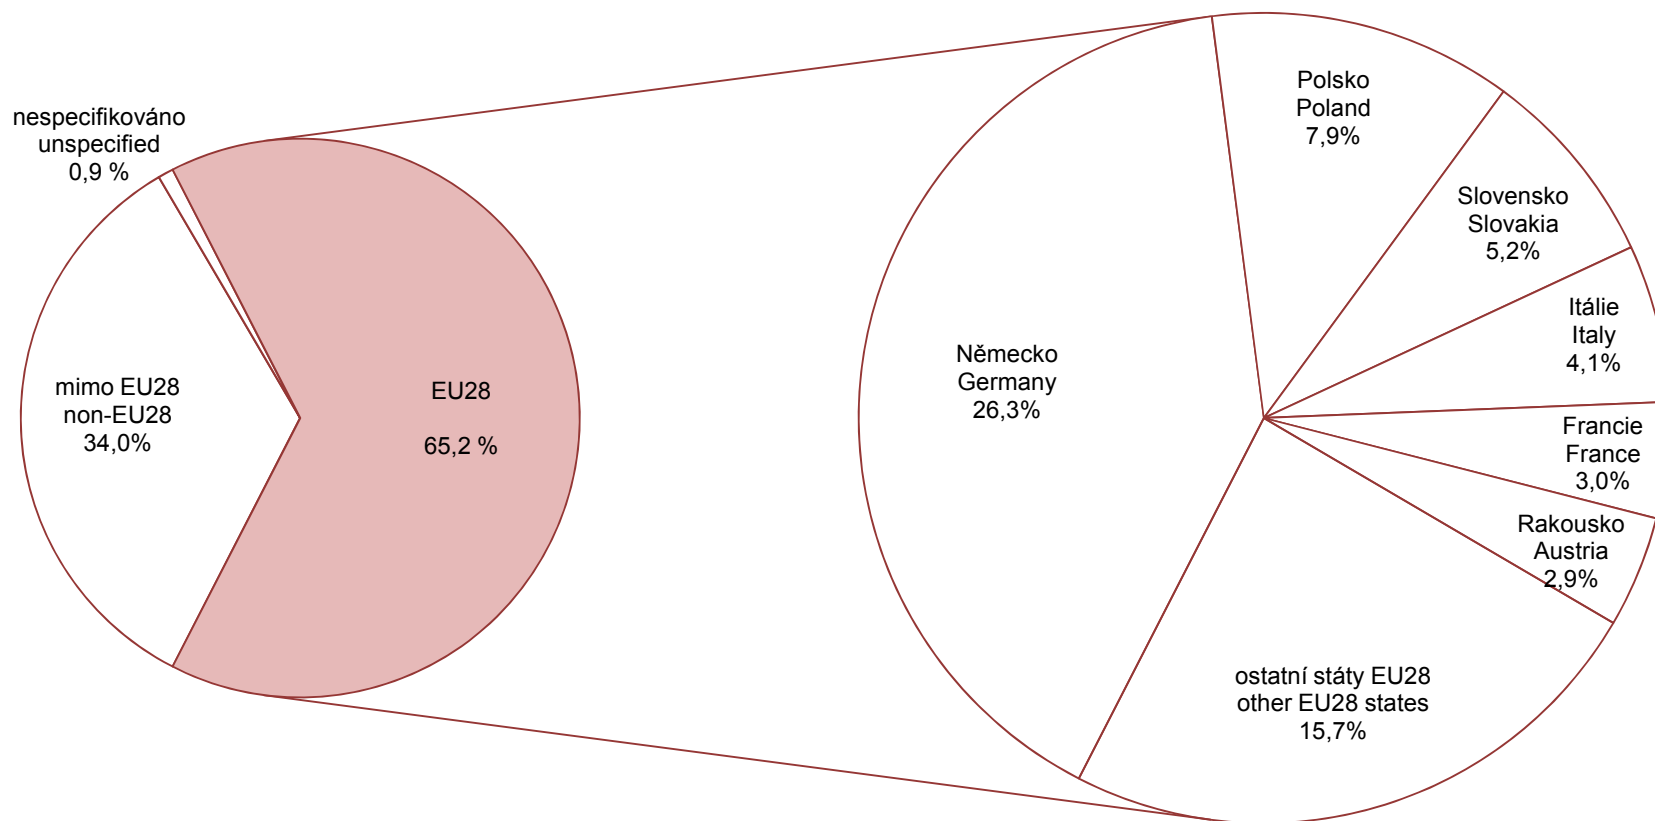 nespecifikováno
unspecified
0,9 %
mimo EU28
non-EU28
34,0%
EU28
65,2 %
Polsko
Poland
7,9%
Slovensko
Slovakia
5,2%
Itálie
Italy
4,1%
Německo
Germany
26,3%
Francie
France
3,0%
Rakousko
Austria
2,9%
ostatní státy EU28
other EU28 states
15,7%